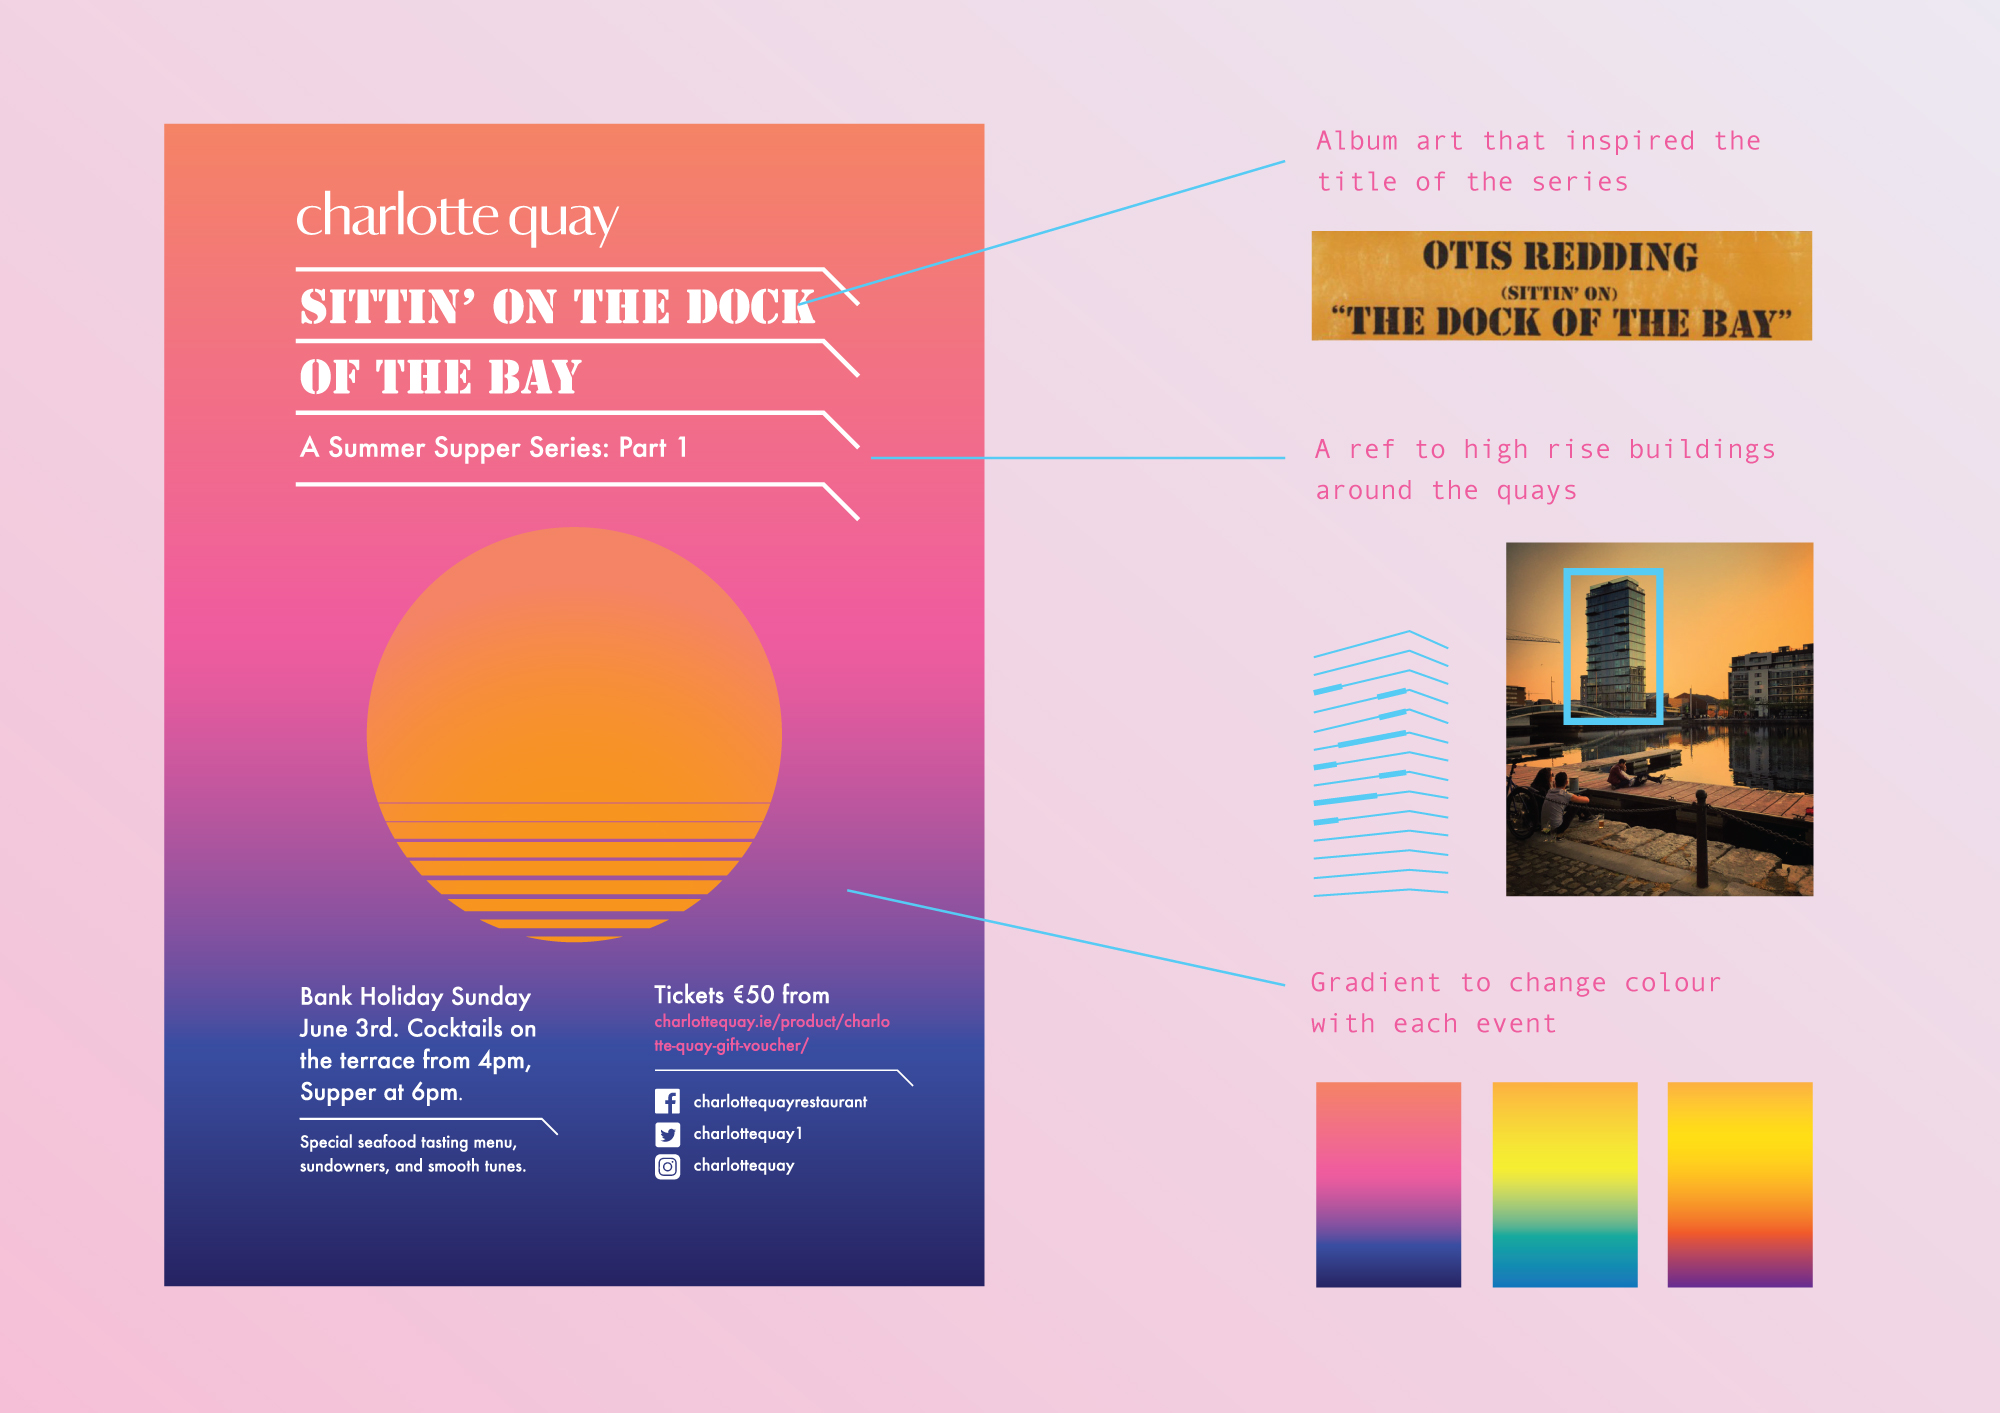 charlotte quay
SITTIN’ ON THE DOCK
OF THE BAY
A Summer Supper Series: Part 1
Bank Holiday Sunday
June 3rd. Cocktails on
the terrace from 4pm,
Supper at 6pm.
Special seafood tasting menu,
sundowners, and smooth tunes.
Tickets €50 from
charlottequay.ie/product/charlo
tte-quay-gift-voucher/
charlottequayrestaurant
charlottequay1
charlottequay
Album art that inspired the
title of the series
OTIS REDDING
(SITTIN’ ON)
“THE DOCK OF THE BAY”
A ref to high rise buildings
around the quays
Gradient to change colour
with each event